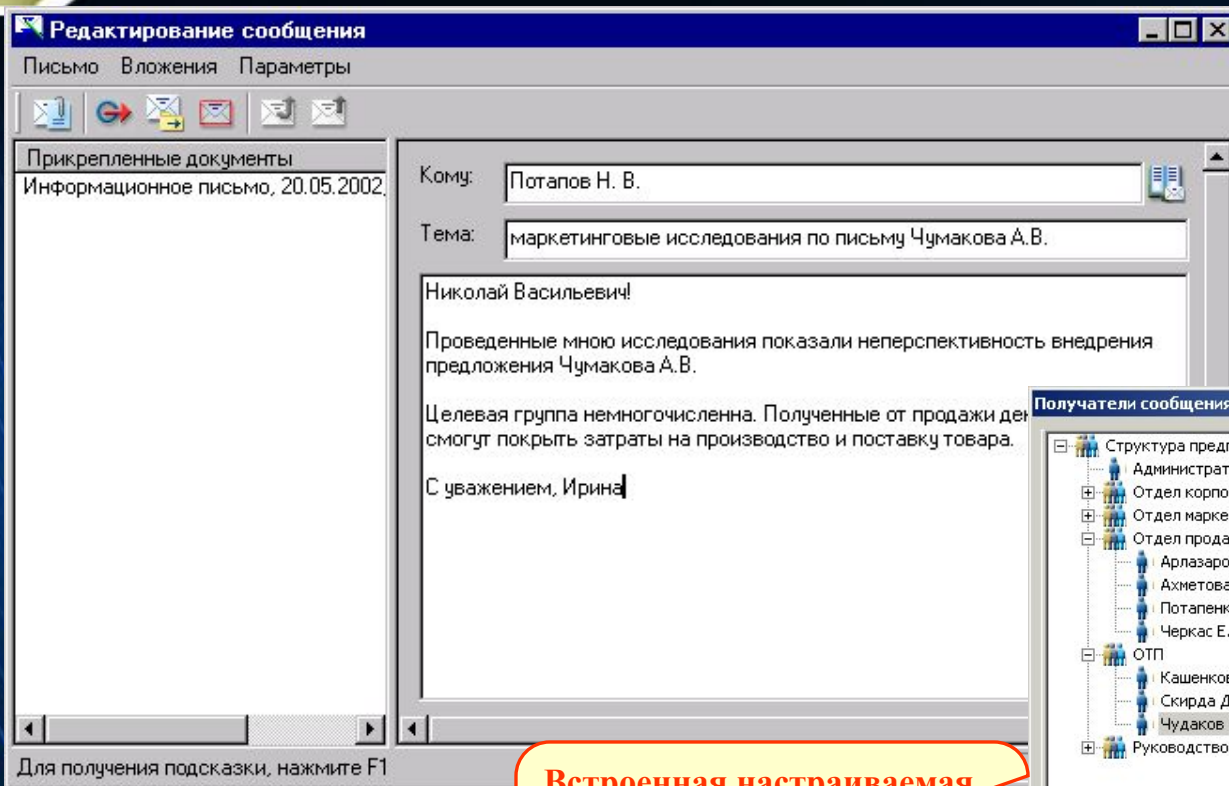 Редактирование сообщения
Письмо Вложения Параметры
Прикрепленные документы
Информационное письмо, 20.05.2002,
Кому: Потапов Н. В.
Тема: маркетинговые исследования по письму Чумакова А.В.
Николай Васильевич!
Проведенные мною исследования показали неперспективность внедрения
предложения Чумакова А.В.
Целевая группа немногочисленна. Полученные от продажи ден
смогут покрыть затраты на производство и поставку товара.
С уважением, Ирина
Для получения подсказки, нажмите F1
Получатели сообщения
Структура предп
Администрат
Отдел корпо
Отдел марке
Отдел прода
Арлазаро
Ахметова
Потапенк
Черкас Е.
ОТП
Кашенков
Скирда Д
Чудаков
Руководство
Встроенная настраиваемая